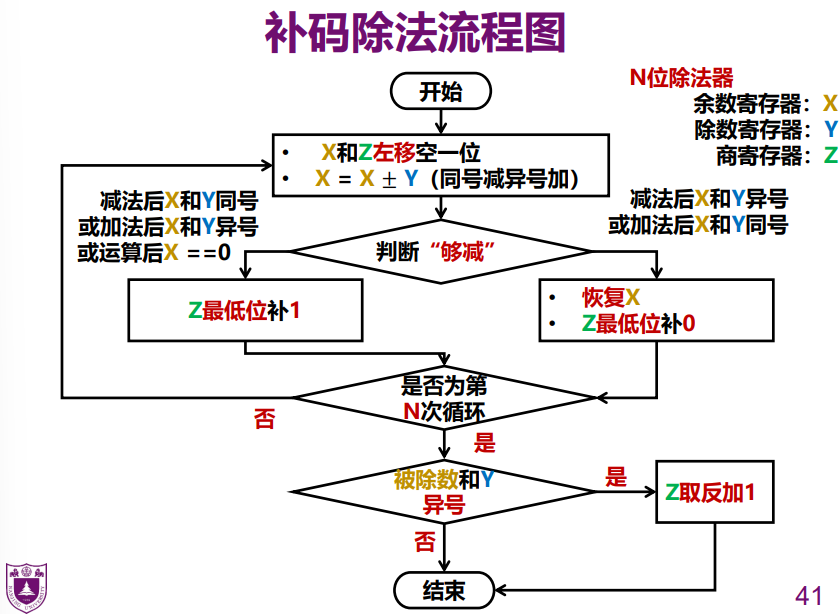 补码除法流程图
N位除法器
余数寄存器：X
除数寄存器：Y
商寄存器：Z
开始
• X和Z左移空一位
• X = X ± Y（同号减异号加）
减法后X和Y同号
或加法后X和Y异号
或运算后X ==0
减法后X和Y异号
或加法后X和Y同号
判断“够减”
Z最低位补1
• 恢复X
• Z最低位补0
是否为第
N次循环
否
是
被除数和Y
异号
是
Z取反加1
否
结束
41